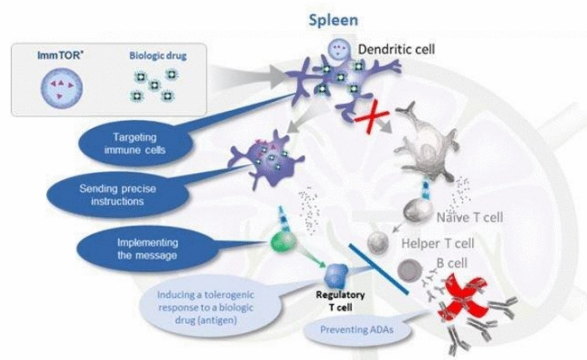 Spleen
ImmTOR*
Biologic drug
Dendritic cell
Targeting
immune cells
Sending precise
instructions
Naïve T cell
Implementing
the message
Helper T cell
B cell
Inducing a tolerogenic
response to a biologic
drug (antigen)
Regulatory
T cell
Preventing ADAs